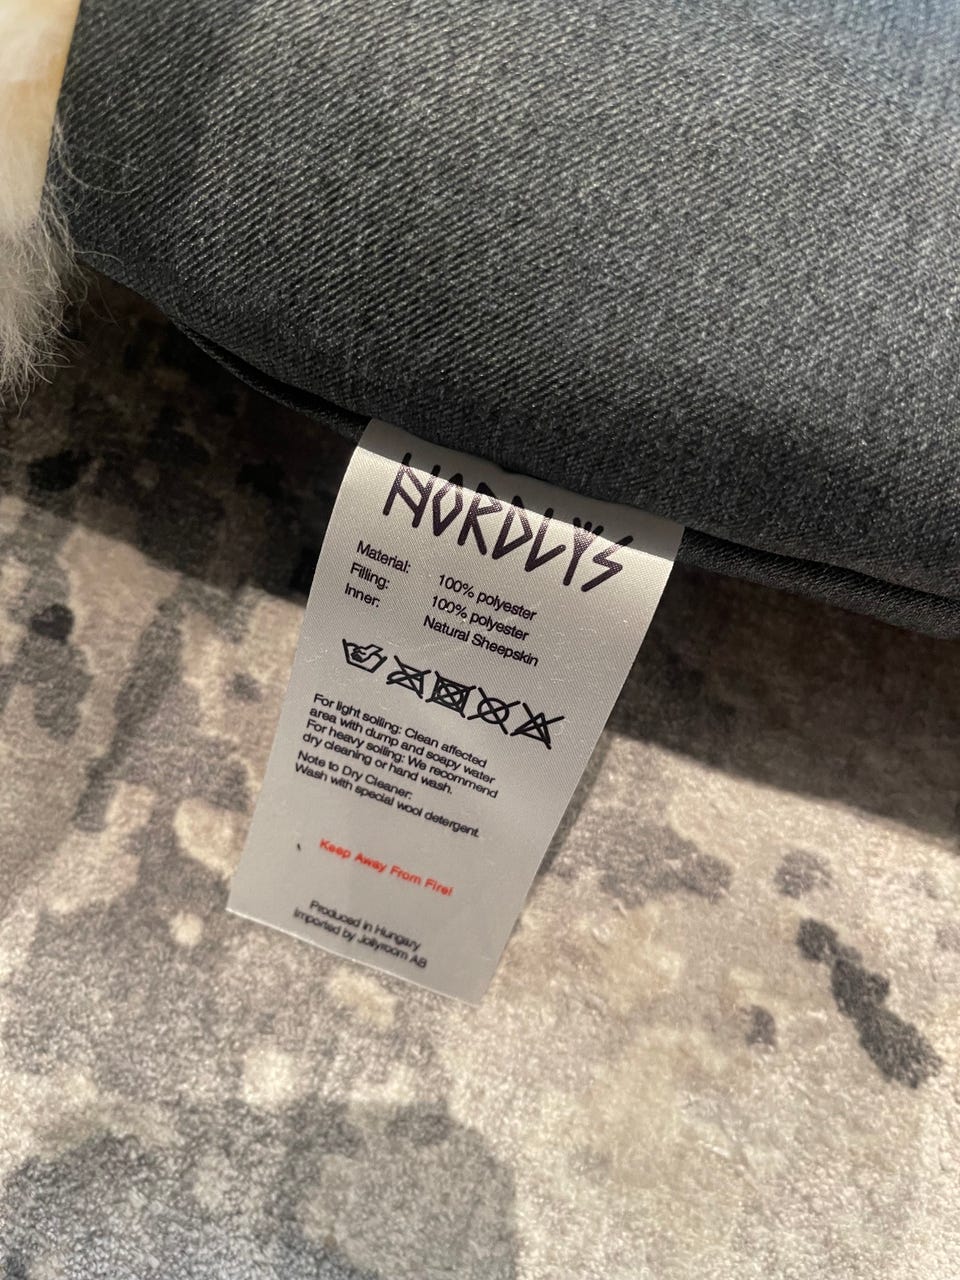 NORDLYS
Material: 100% polyester
Filling: 100% polyester
Inner: Natural Sheepskin
For light soiling: Clean affected
area with dump and soapy water
For heavy soiling: We recommend
dry cleaning or hand wash.
Note to Dry Cleaner:
Wash with special wool detergent.
Keep Away From Fire!
Produced in Hungary
Imported by Jollyroom AB